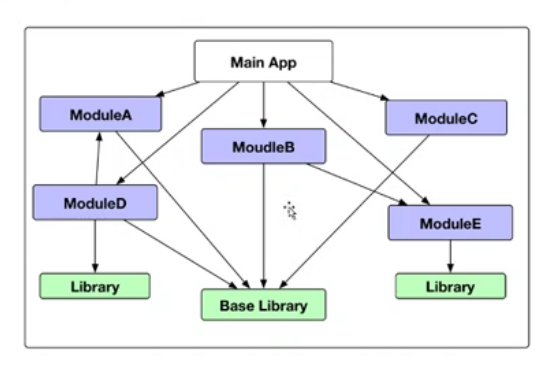 Main App
ModuleA
ModuleC
MoudleB
ModuleD
ModuleE
Library
Library
Base Library